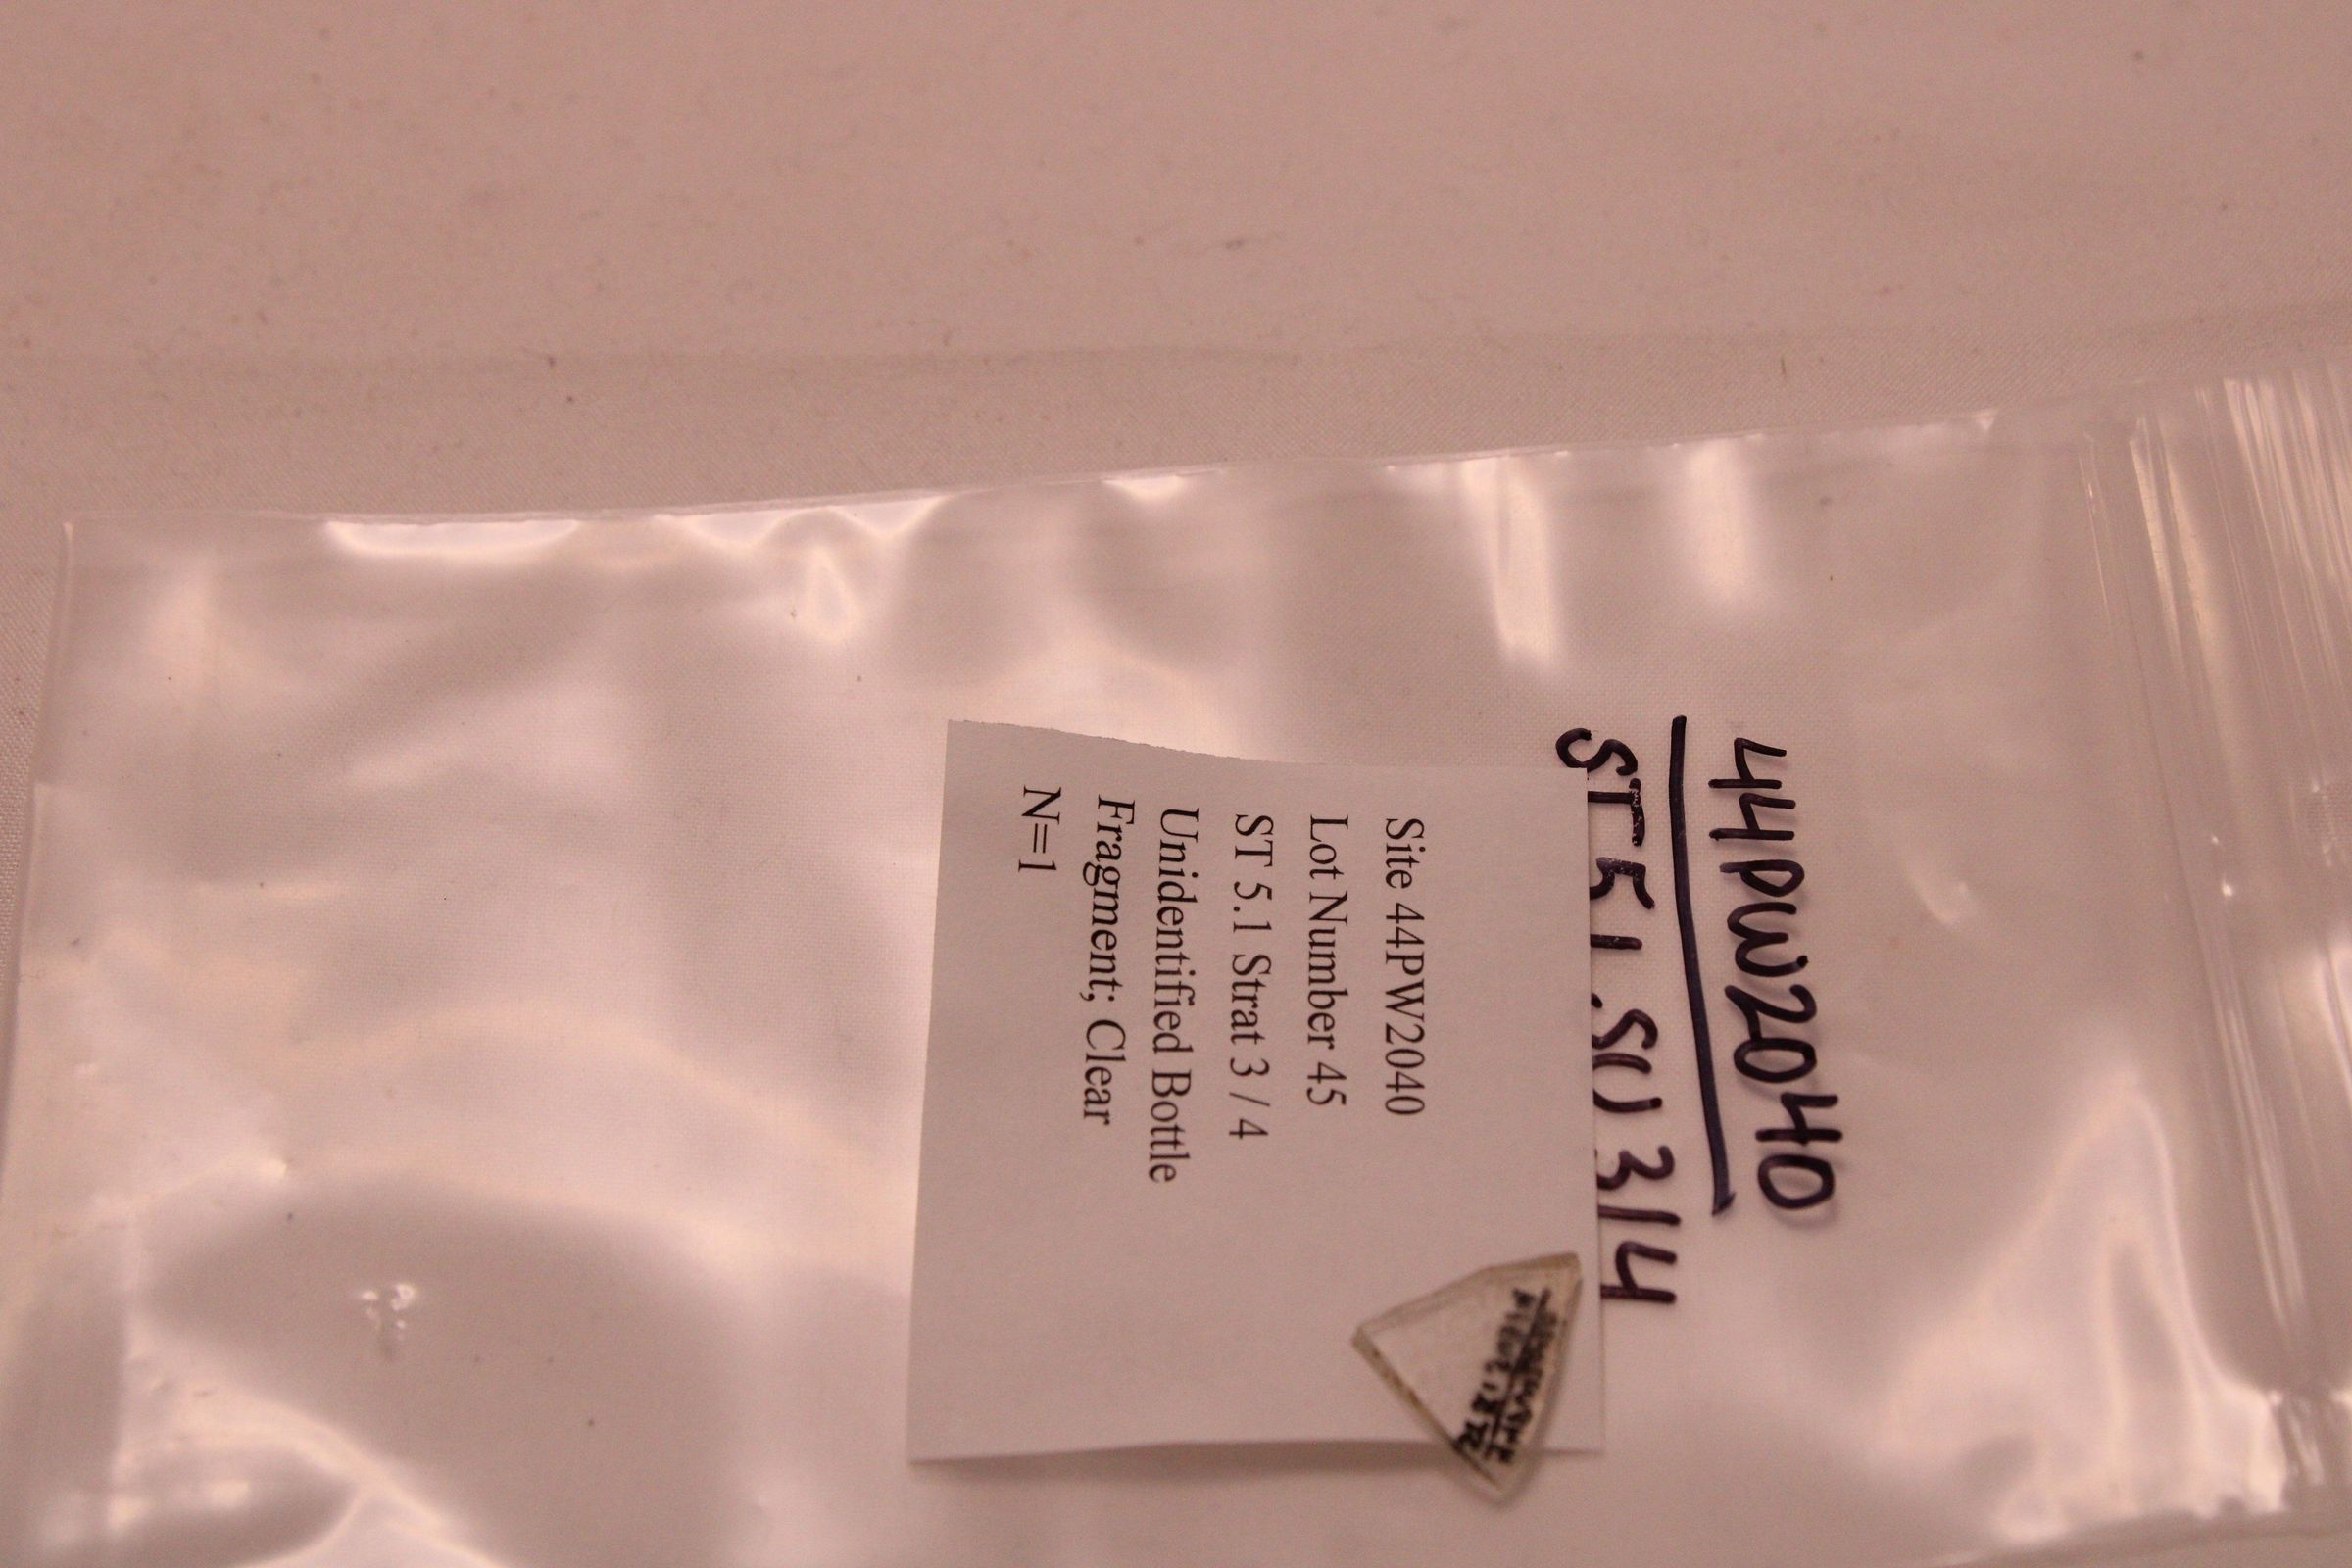 44PW2040
ST 5.1 SU 3/4
Site 44PW2040
Lot Number 45
ST 5.1 Strat 3 / 4
Unidentified Bottle
Fragment; Clear
N=1